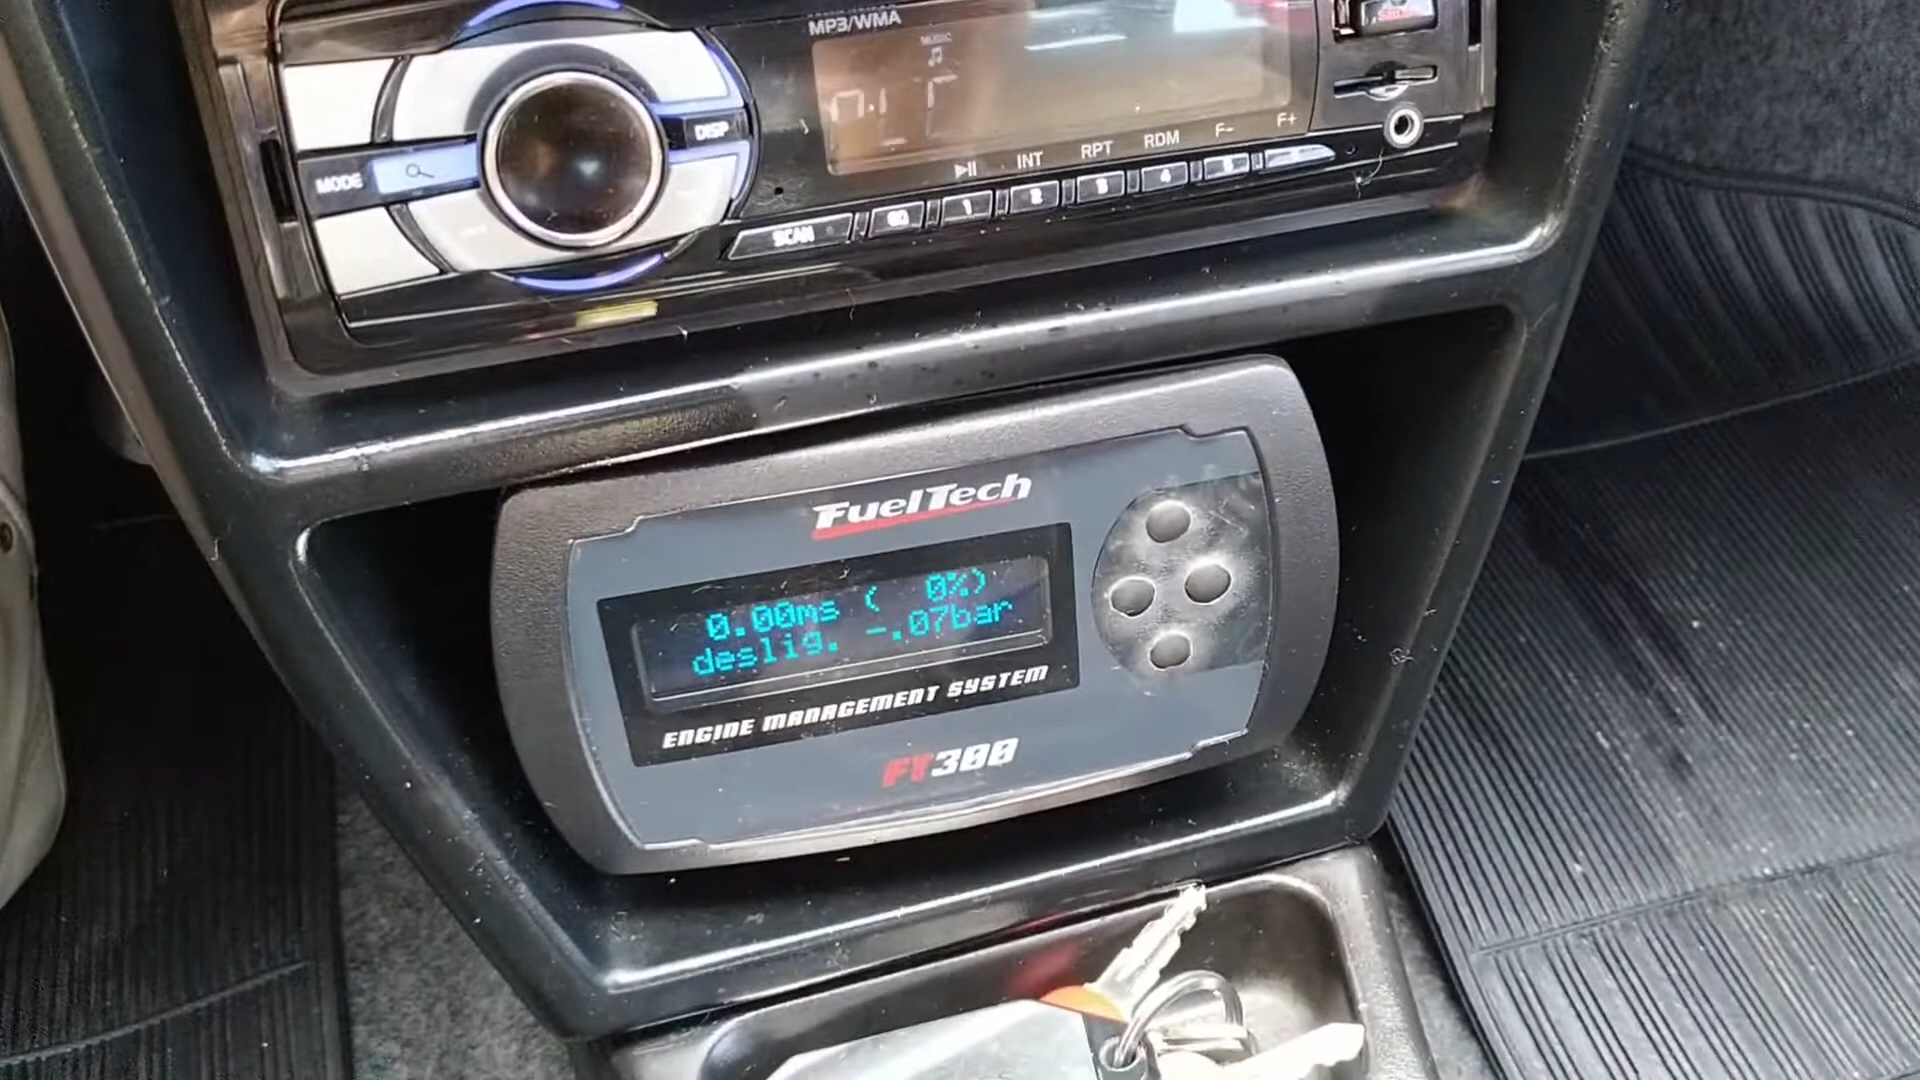 MP3/WMA
MUSIC
DISP
MODE
INT RPT RDM F- F+
SCAN 1 2 3 4
FuelTech
0.00ms ( 0%)
deslig. -.07bar
ENGINE MANAGEMENT SYSTEM
FT300